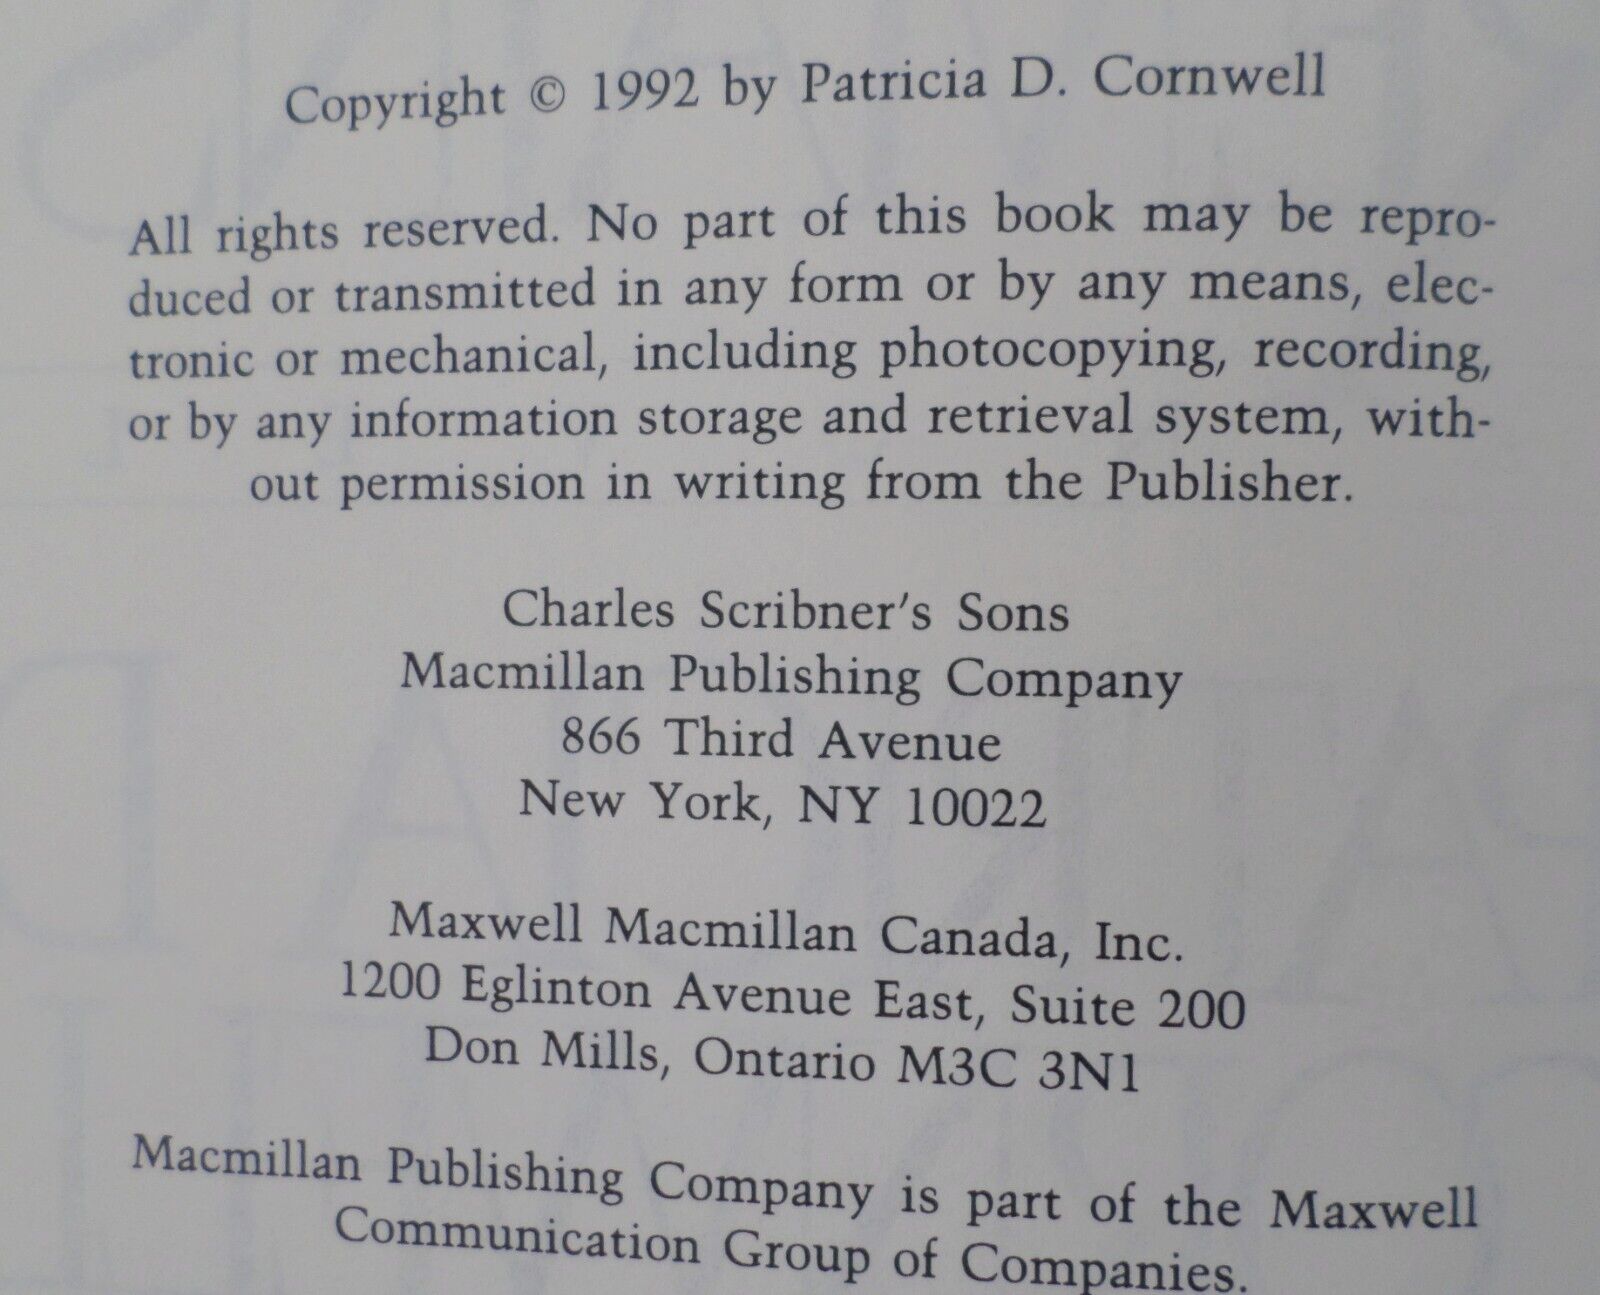 Copyright © 1992 by Patricia D. Cornwell
All rights reserved. No part of this book may be repro-
duced or transmitted in any form or by any means, elec-
tronic or mechanical, including photocopying, recording,
or by any information storage and retrieval system, with-
out permission in writing from the Publisher.
Charles Scribner's Sons
Macmillan Publishing Company
866 Third Avenue
New York, NY 10022
Maxwell Macmillan Canada, Inc.
1200 Eglinton Avenue East, Suite 200
Don Mills, Ontario M3C 3N1
Macmillan Publishing Company is part of the Maxwell
Communication Group of Companies.